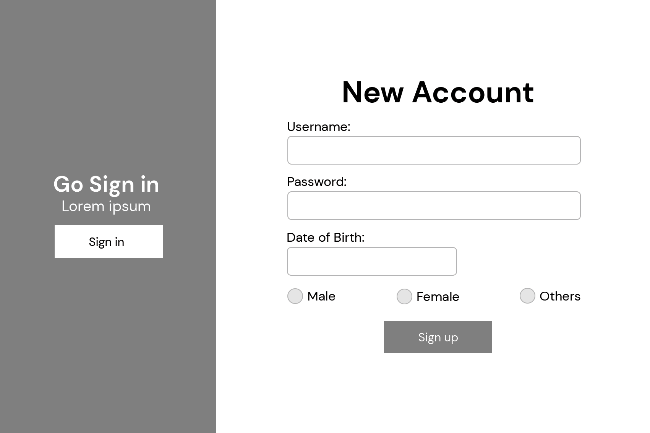 Go Sign in
Lorem ipsum
Sign in
New Account
Username:
Password:
Date of Birth:
Male Female Others
Sign up